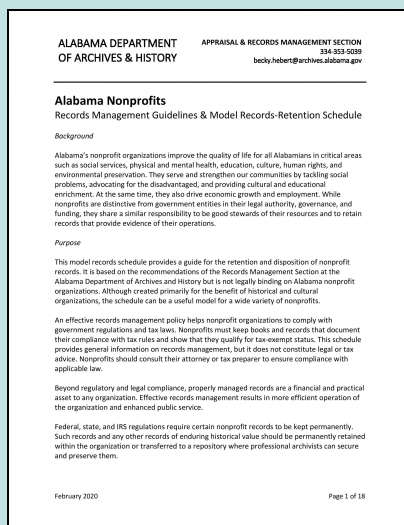 ALABAMA DEPARTMENT
OF ARCHIVES & HISTORY
APPRAISAL & RECORDS MANAGEMENT SECTION
334-353-5039
becky.hebert@archives.alabama.gov
Alabama Nonprofits
Records Management Guidelines & Model Records-Retention Schedule
Background
Alabama's nonprofit organizations improve the quality of life for all Alabamians in critical areas
such as social services, physical and mental health, education, culture, human rights, and
environmental preservation. They serve and strengthen our communities by tackling social
problems, advocating for the disadvantaged, and providing cultural and educational
enrichment. At the same time, they also drive economic growth and employment. While
nonprofits are distinctive from government entities in their legal authority, governance, and
funding, they share a similar responsibility to be good stewards of their resources and to retain
records that provide evidence of their operations.
Purpose
This model records schedule provides a guide for the retention and disposition of nonprofit
records. It is based on the recommendations of the Records Management Section at the
Alabama Department of Archives and History but is not legally binding on Alabama nonprofit
organizations. Although created primarily for the benefit of historical and cultural
organizations, the schedule can be a useful model for a wide variety of nonprofits.
An effective records management policy helps nonprofit organizations to comply with
government regulations and tax laws. Nonprofits must keep books and records that document
their compliance with tax rules and show that they qualify for tax-exempt status. This schedule
provides general information on records management, but it does not constitute legal or tax
advice. Nonprofits should consult their attorney or tax preparer to ensure compliance with
applicable law.
Beyond regulatory and legal compliance, properly managed records are a financial and practical
asset to any organization. Effective records management results in more efficient operation of
the organization and enhanced public service.
Federal, state, and IRS regulations require certain nonprofit records to be kept permanently.
Such records and any other records of enduring historical value should be permanently retained
within the organization or transferred to a repository where professional archivists can secure
and preserve them.
February 2020
Page 1 of 18